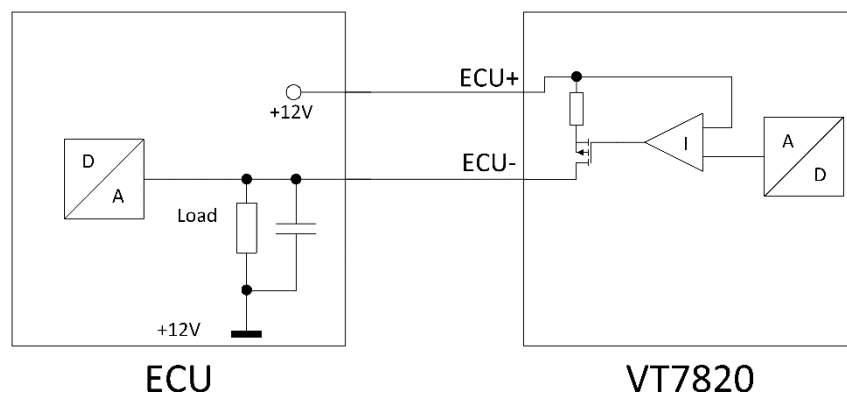 ECU+
+12V
D
A
ECU-
I
A
D
Load
+12V
ECU
VT7820